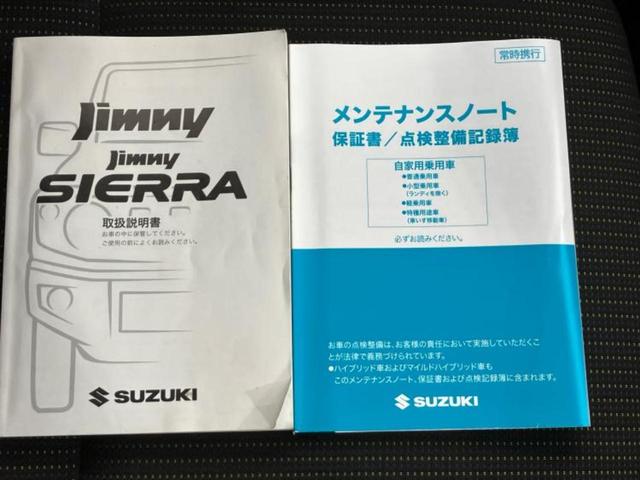 Jimny
Jimny
SIERRA
取扱説明書
お車の中に保管してください。
ご使用の前によくお読みください。
SUZUKI
常時携行
メンテナンスノート
保証書／点検整備記録簿
自家用乗用車
●普通乗用車
●小型乗用車
（ランディを除く）
●軽乗用車
●特種用途車
（車いす移動車）
必ずお読みください。
お車の点検整備は、お客様の責任において実施していただくこ
とが法律で義務づけられています。
●ハイブリッド車およびマイルドハイブリッド車も
このメンテナンスノート、保証書および点検記録簿に含まれます。
SUZUKI